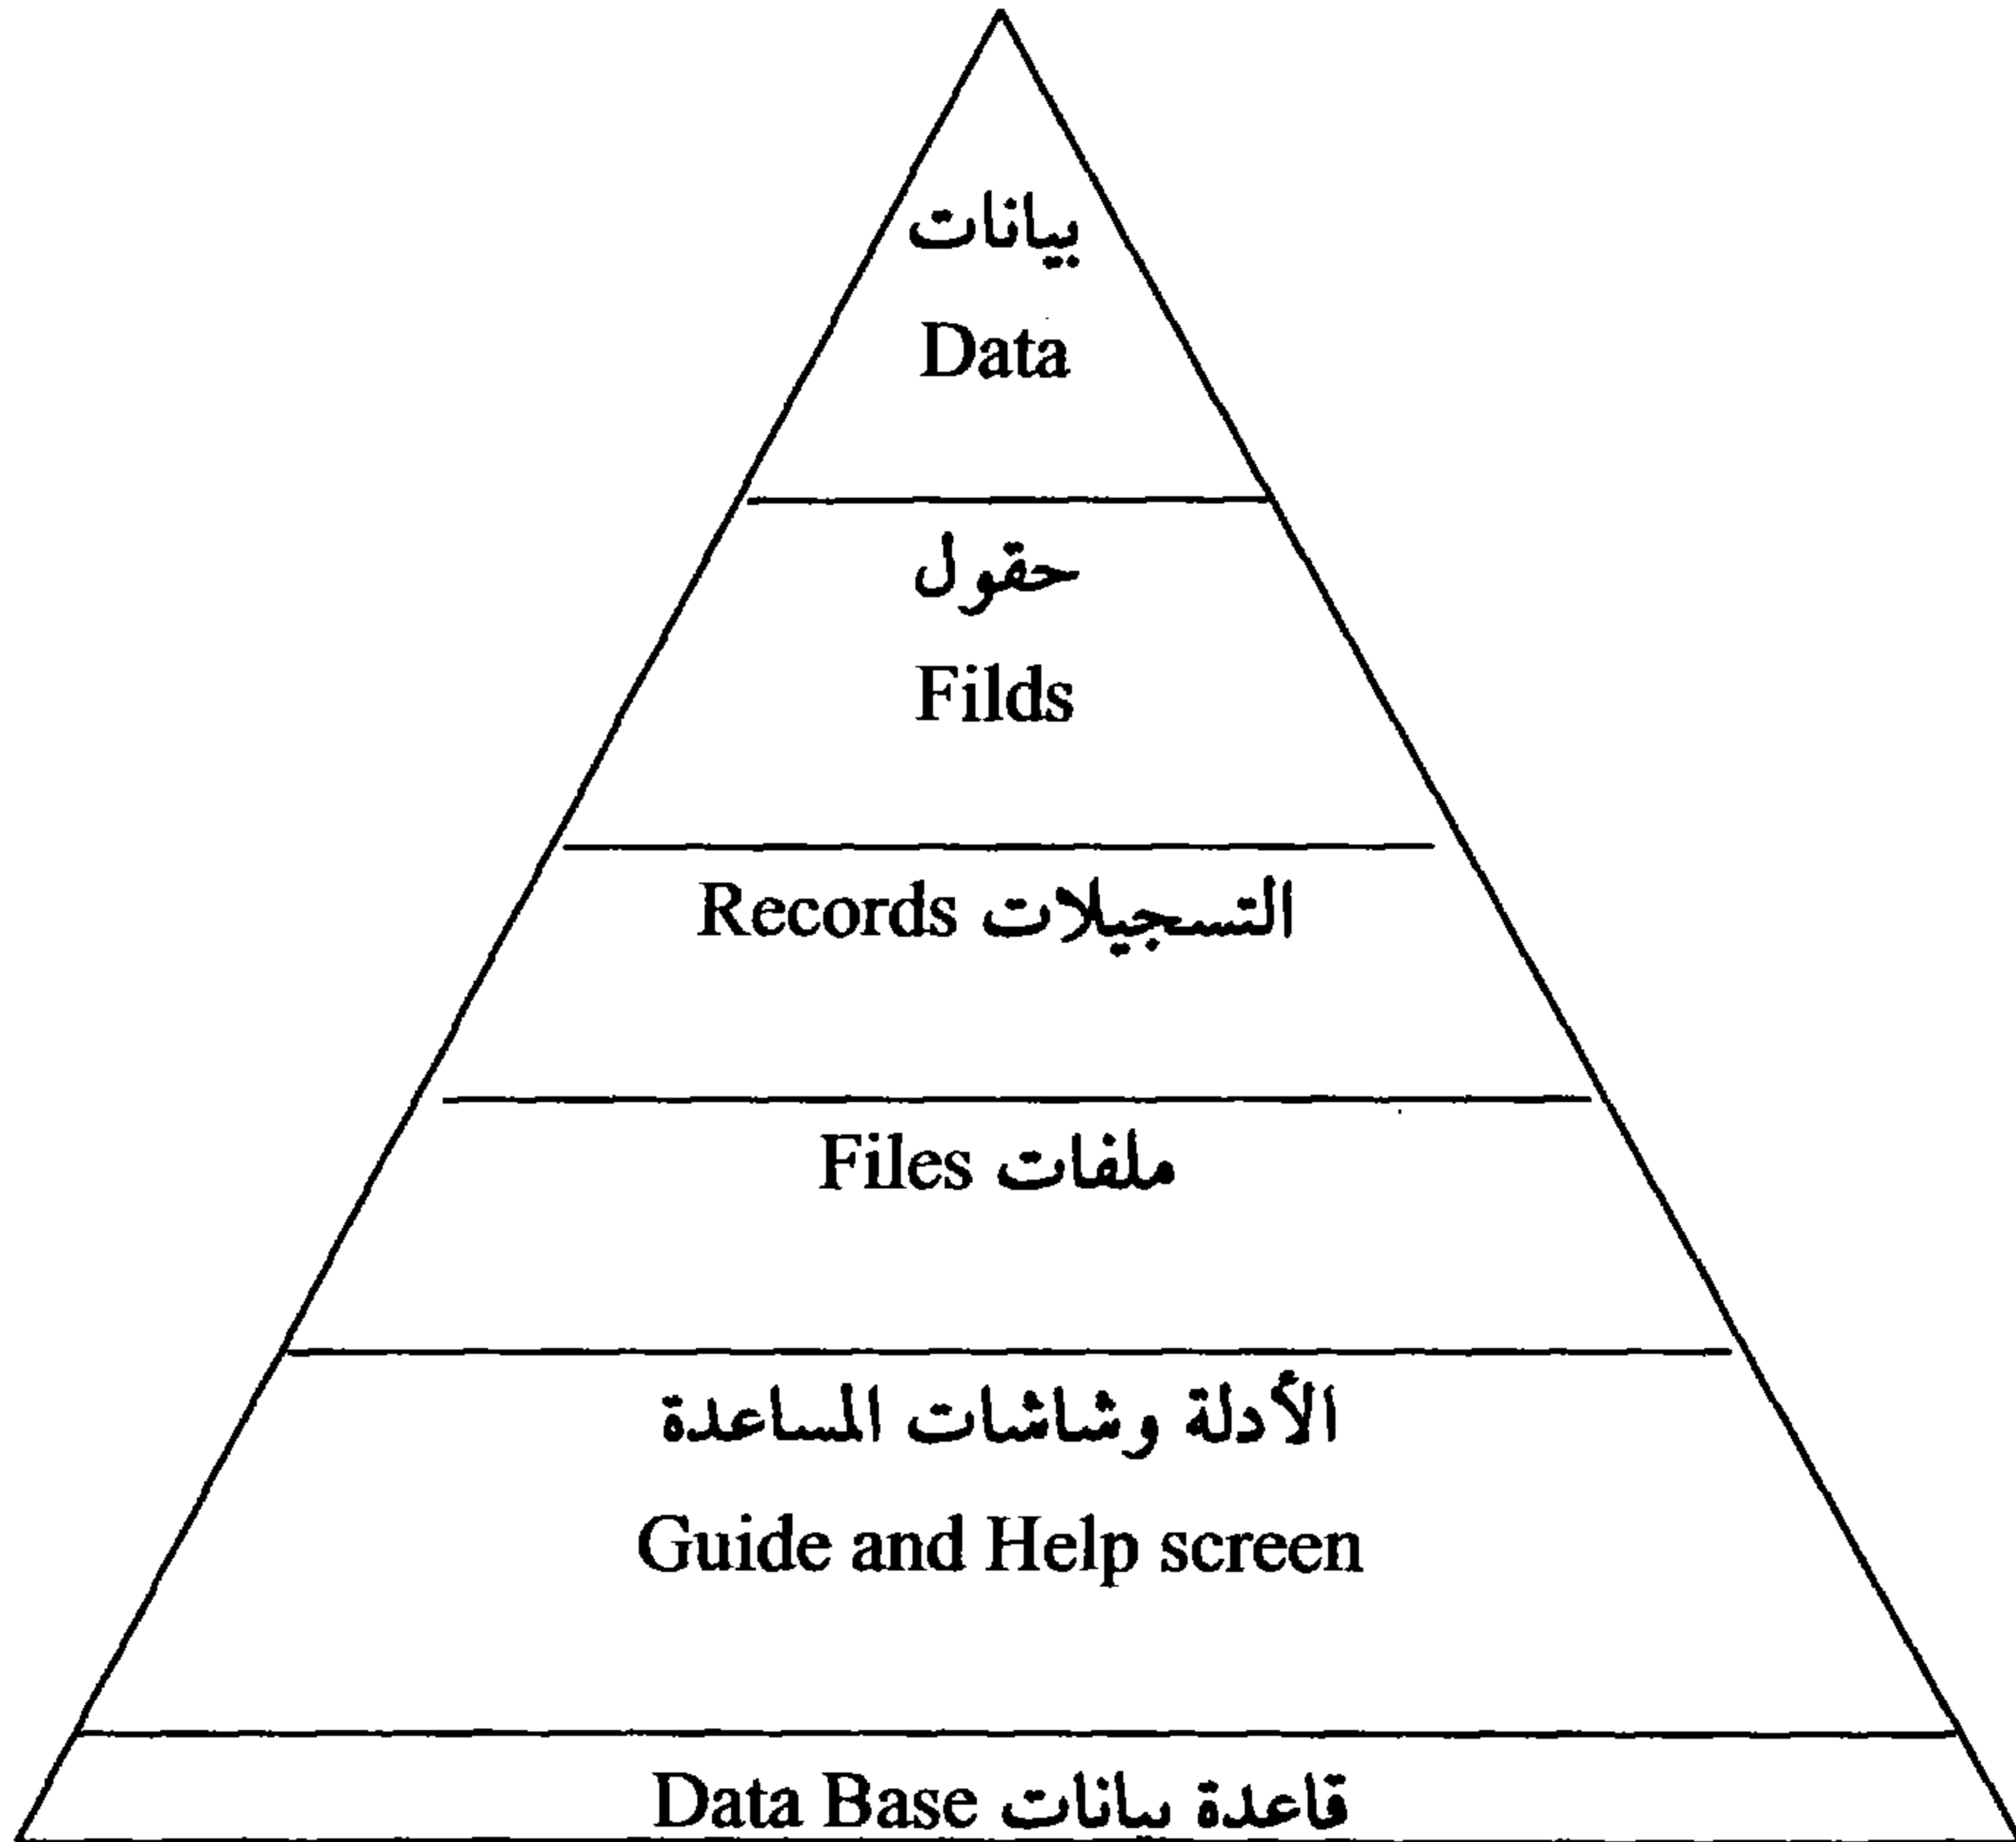 بيانات
Data
حقول
Filds
التسجيلات Records
ملفات Files
الأدلة وشاشات المساعدة
Guide and Help screen
قاعدة بيانات Data Base